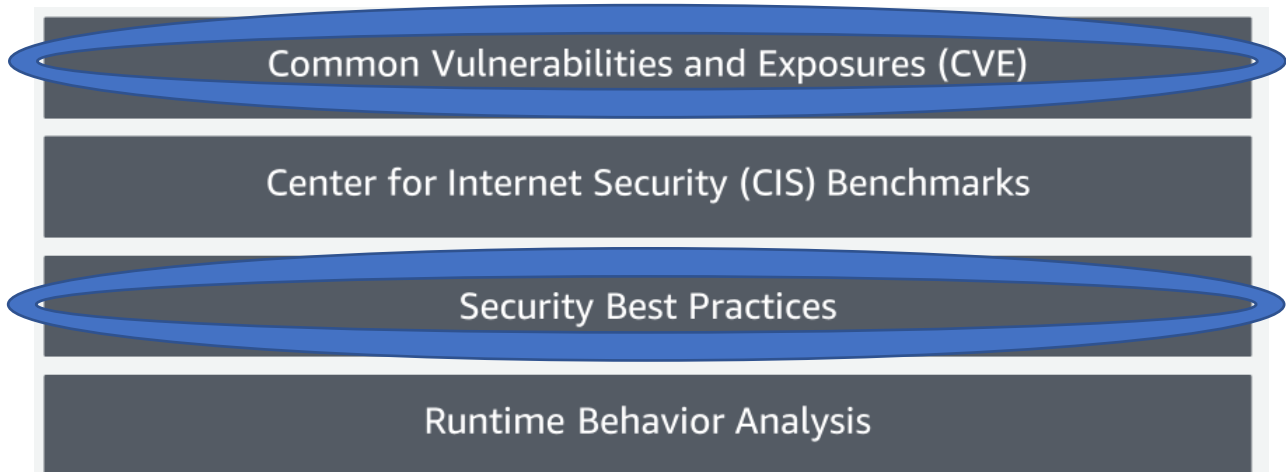 Common Vulnerabilities and Exposures (CVE)
Center for Internet Security (CIS) Benchmarks
Security Best Practices
Runtime Behavior Analysis